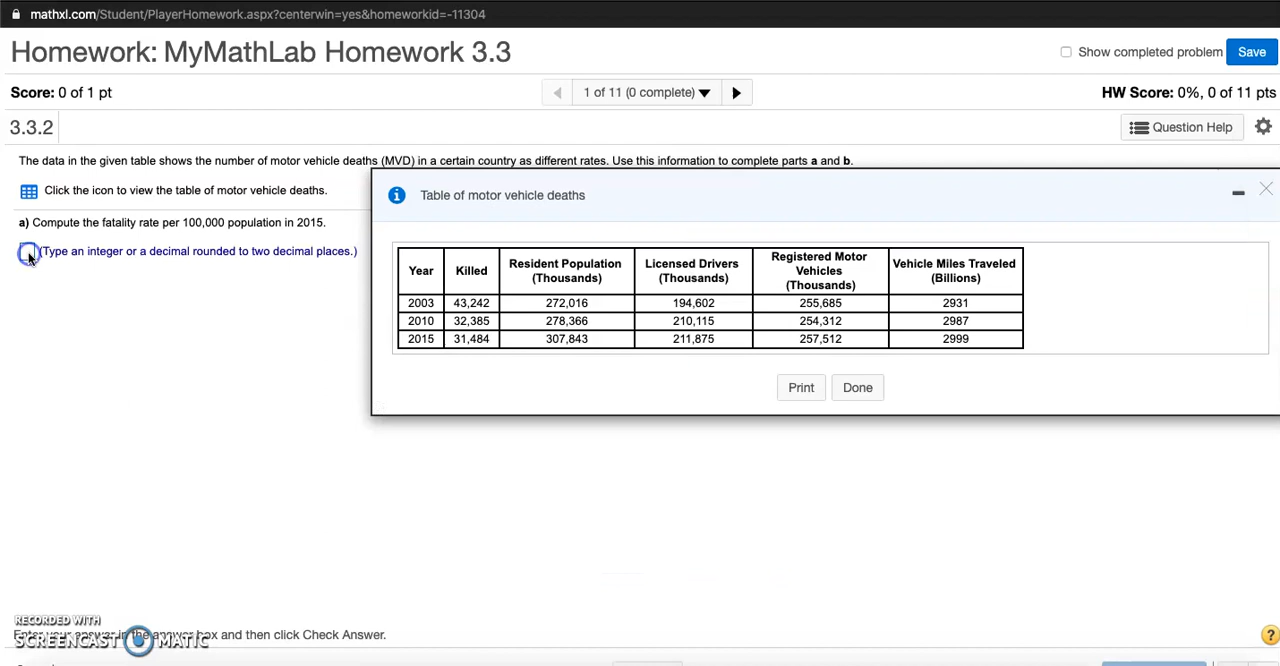 mathxl.com/Student/PlayerHomework.aspx?centerwin=yes&homeworkid=-11304
Homework: MyMathLab Homework 3.3
Show completed problem
Save
Score: 0 of 1 pt
1 of 11 (0 complete)
HW Score: 0%, 0 of 11 pts
3.3.2
Question Help
The data in the given table shows the number of motor vehicle deaths (MVD) in a certain country as different rates. Use this information to complete parts a and b.
Click the icon to view the table of motor vehicle deaths.
a) Compute the fatality rate per 100,000 population in 2015.
(Type an integer or a decimal rounded to two decimal places.)
Table of motor vehicle deaths
Year Killed Resident Population (Thousands) Licensed Drivers (Thousands) Registered Motor Vehicles (Thousands) Vehicle Miles Traveled (Billions)
2003 43,242 272,016 194,602 255,685 2931
2010 32,385 278,366 210,115 254,312 2987
2015 31,484 307,843 211,875 257,512 2999
Print Done
RECORDED WITH
Enter your answer in the answer box and then click Check Answer.
SCREENCAST MATIC
?